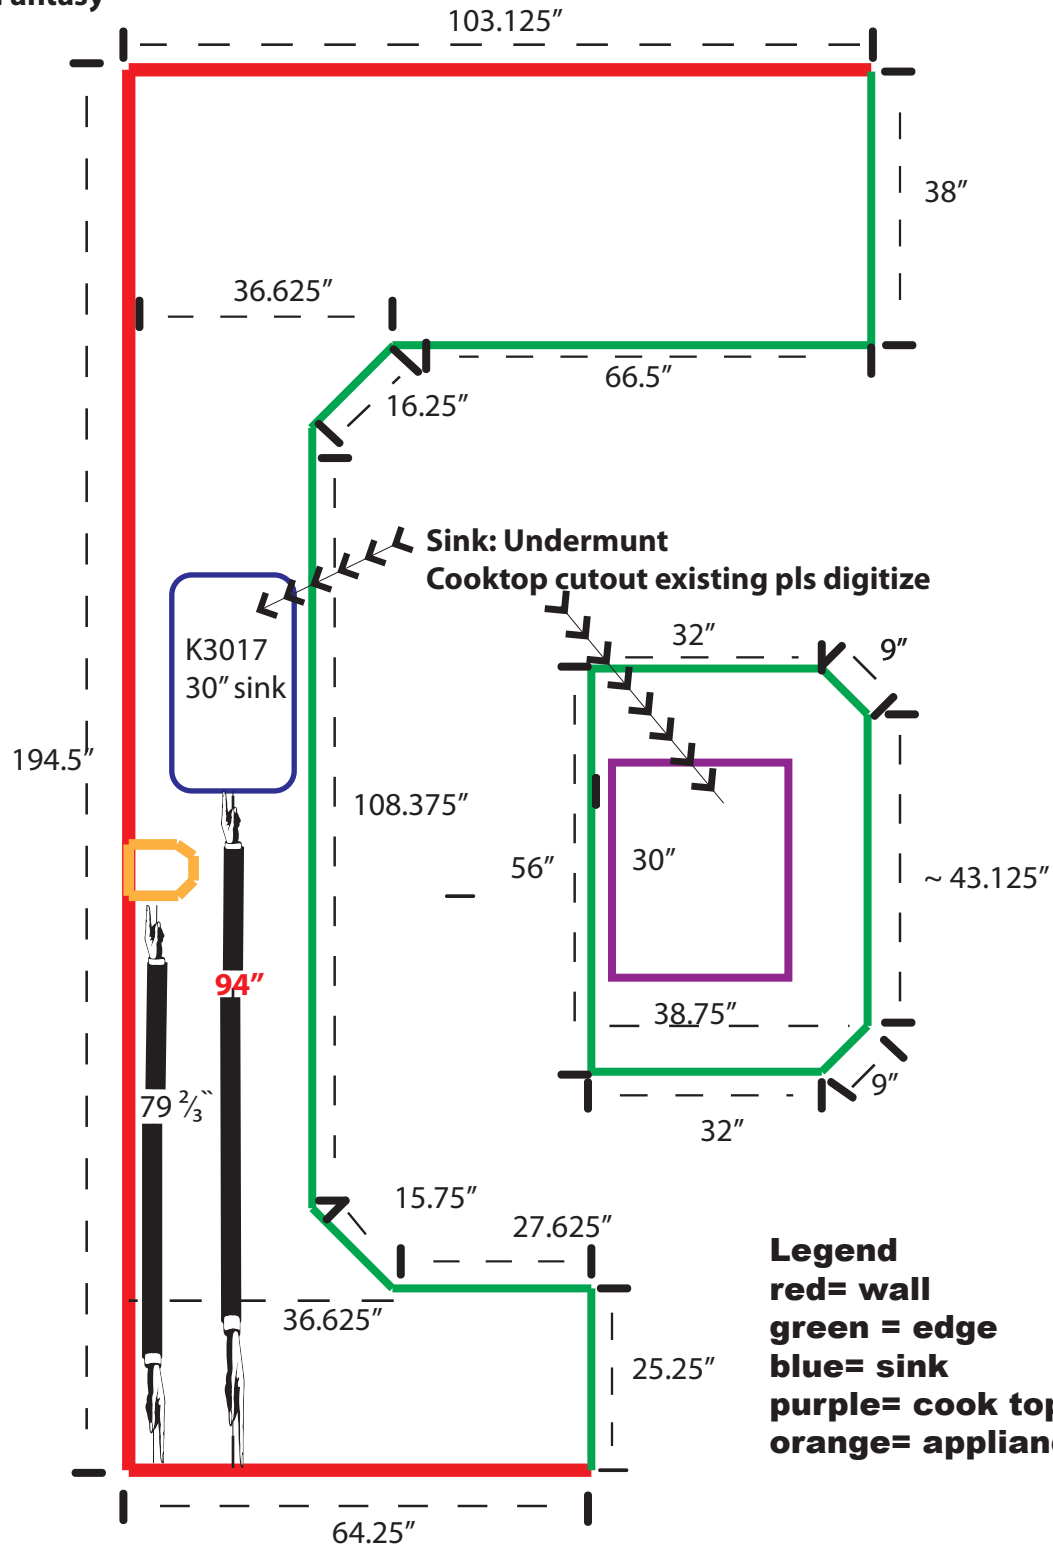 103.125”
38”
36.625”
66.5”
16.25”
Sink: Undermunt
Cooktop cutout existing pls digitize
32”
9”
K3017
30” sink
194.5”
108.375”
56”
30”
~ 43.125”
94”
38.75”
79 ⅔``
9”
32”
15.75”
27.625”
36.625”
25.25”
64.25”
Legend
red= wall
green = edge
blue= sink
purple= cook top
orange= applian